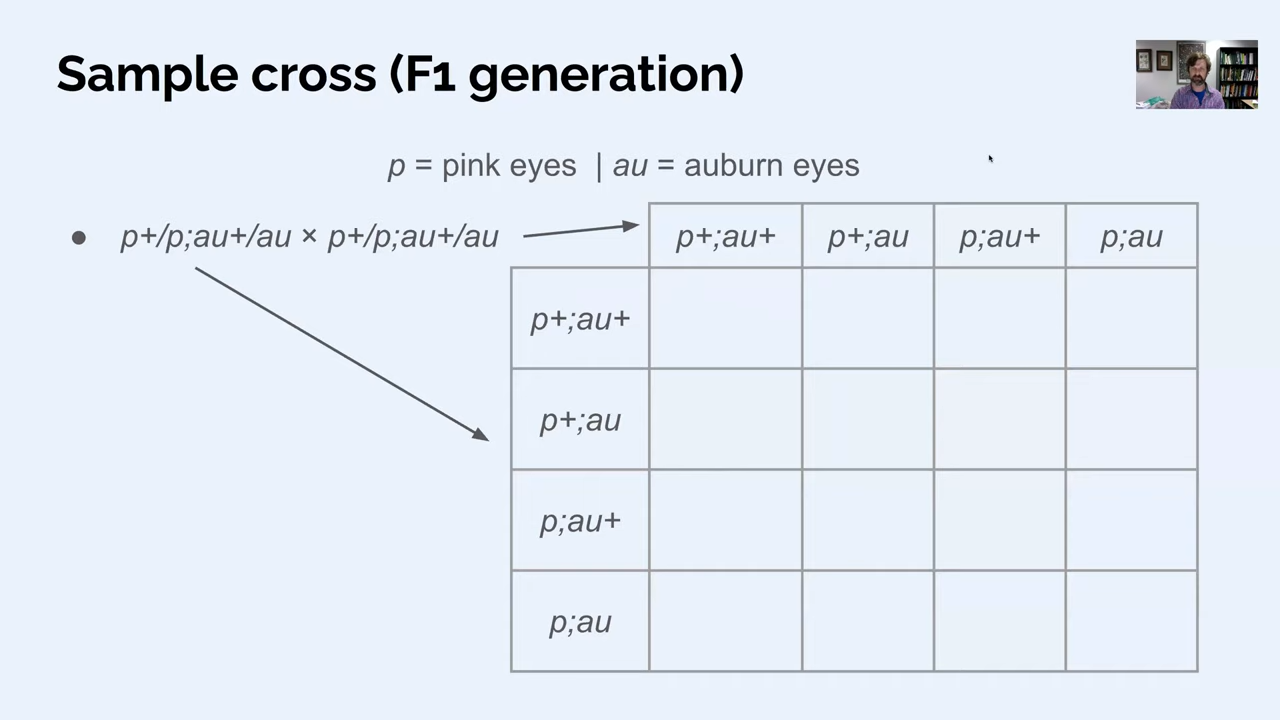 Sample cross (F1 generation)
p = pink eyes | au = auburn eyes
● p+/p;au+/au × p+/p;au+/au
p+;au+ p+;au p;au+ p;au
p+;au+
p+;au
p;au+
p;au